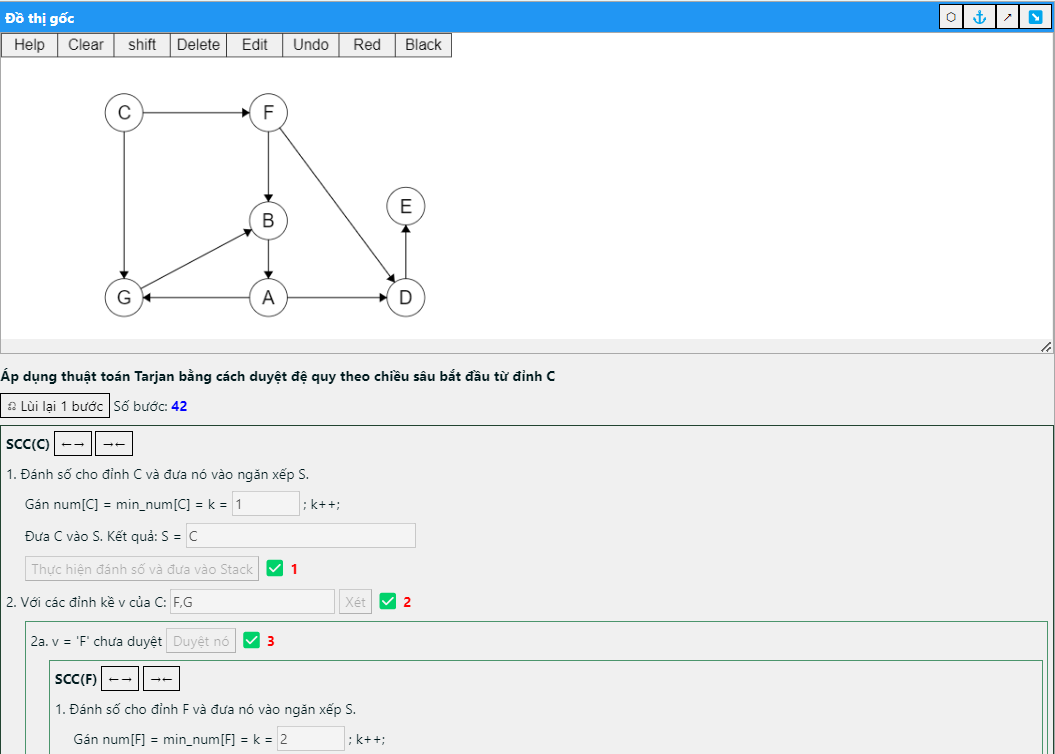 Đồ thị gốc
Help Clear shift Delete Edit Undo Red Black
C F
E
B
G A D
Áp dụng thuật toán Tarjan bằng cách duyệt đệ quy theo chiều sâu bắt đầu từ đỉnh C
Lùi lại 1 bước Số bước: 42
SCC(C) ←→ →←
1. Đánh số cho đỉnh C và đưa nó vào ngăn xếp S.
Gán num[C] = min_num[C] = k = 1 ; k++;
Đưa C vào S. Kết quả: S = C
Thực hiện đánh số và đưa vào Stack 1
2. Với các đỉnh kề v của C: F,G Xét 2
2a. v = 'F' chưa duyệt Duyệt nó 3
SCC(F) ←→ →←
1. Đánh số cho đỉnh F và đưa nó vào ngăn xếp S.
Gán num[F] = min_num[F] = k = 2 ; k++;